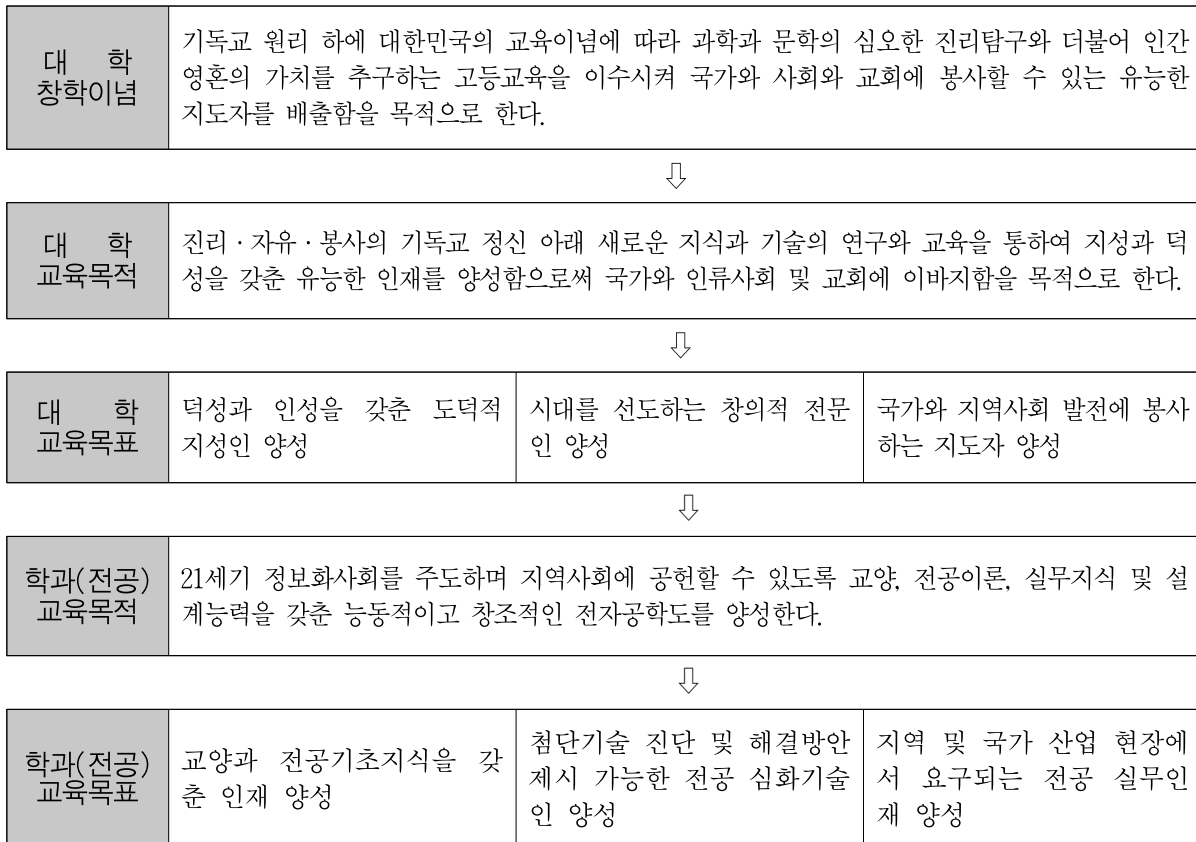 대 학
창학이념
기독교 원리 하에 대한민국의 교육이념에 따라 과학과 문학의 심오한 진리탐구와 더불어 인간
영혼의 가치를 추구하는 고등교육을 이수시켜 국가와 사회와 교회에 봉사할 수 있는 유능한
지도자를 배출함을 목적으로 한다.
대 학
교육목적
진리·자유·봉사의 기독교 정신 아래 새로운 지식과 기술의 연구와 교육을 통하여 지성과 덕
성을 갖춘 유능한 인재를 양성함으로써 국가와 인류사회 및 교회에 이바지함을 목적으로 한다.
대 학
교육목표
덕성과 인성을 갖춘 도덕적
지성인 양성
시대를 선도하는 창의적 전문
인 양성
국가와 지역사회 발전에 봉사
하는 지도자 양성
학과(전공)
교육목적
21세기 정보화사회를 주도하며 지역사회에 공헌할 수 있도록 교양, 전공이론, 실무지식 및 설
계능력을 갖춘 능동적이고 창조적인 전자공학도를 양성한다.
학과(전공)
교육목표
교양과 전공기초지식을 갖
춘 인재 양성
첨단기술 진단 및 해결방안
제시 가능한 전공 심화기술
인 양성
지역 및 국가 산업 현장에
서 요구되는 전공 실무인
재 양성